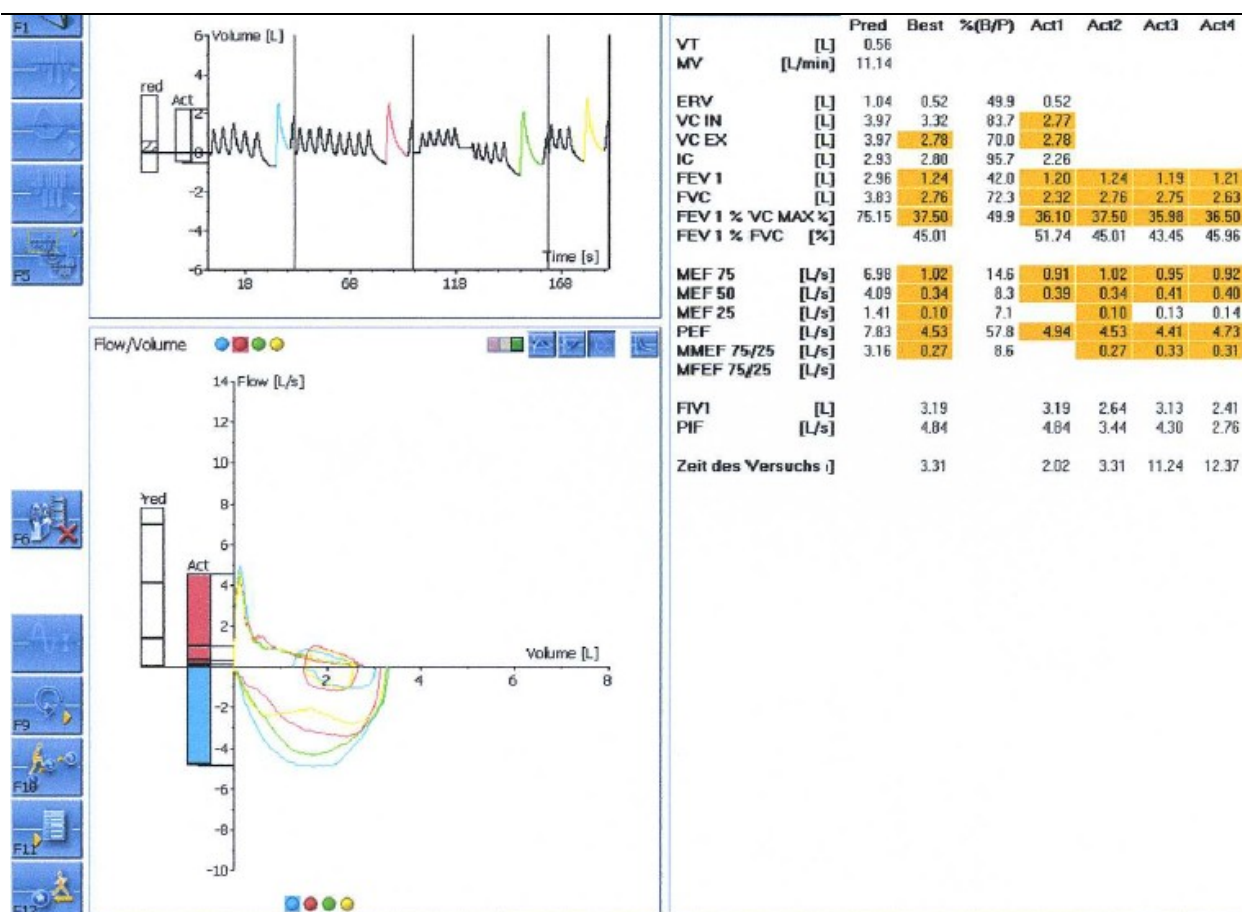 F1
F5
F6
F9
F10
F11
F12
6 Volume [L]
4
2
0
-2
-4
-6
red
Act
Time [s]
18 68 118 168
Flow/Volume
14 Flow [L/s]
12
10
8
6
4
2
-2
-4
-6
-8
-10
Pred
Act
Volume [L]
2 4 6 8
Pred Best %(B/P) Act1 Act2 Act3 Act4
VT [L] 0.56
MV [L/min] 11.14
ERV [L] 1.04 0.52 49.9 0.52
VC IN [L] 3.97 3.32 83.7 2.77
VC EX [L] 3.97 2.78 70.0 2.78
IC [L] 2.93 2.80 95.7 2.26
FEV 1 [L] 2.96 1.24 42.0 1.20 1.24 1.19 1.21
FVC [L] 3.83 2.76 72.3 2.32 2.76 2.75 2.63
FEV 1 % VC MAX %] 75.15 37.50 49.9 36.10 37.50 35.98 36.50
FEV 1 % FVC [%] 45.01 51.74 45.01 43.45 45.96
MEF 75 [L/s] 6.98 1.02 14.6 0.91 1.02 0.95 0.92
MEF 50 [L/s] 4.09 0.34 8.3 0.39 0.34 0.41 0.40
MEF 25 [L/s] 1.41 0.10 7.1 0.10 0.13 0.14
PEF [L/s] 7.83 4.53 57.8 4.94 4.53 4.41 4.73
MMEF 75/25 [L/s] 3.16 0.27 8.6 0.27 0.33 0.31
MFEF 75/25 [L/s]
FIV1 [L] 3.19 3.19 2.64 3.13 2.41
PIF [L/s] 4.84 4.84 3.44 4.30 2.76
Zeit des Versuchs ] 3.31 2.02 3.31 11.24 12.37